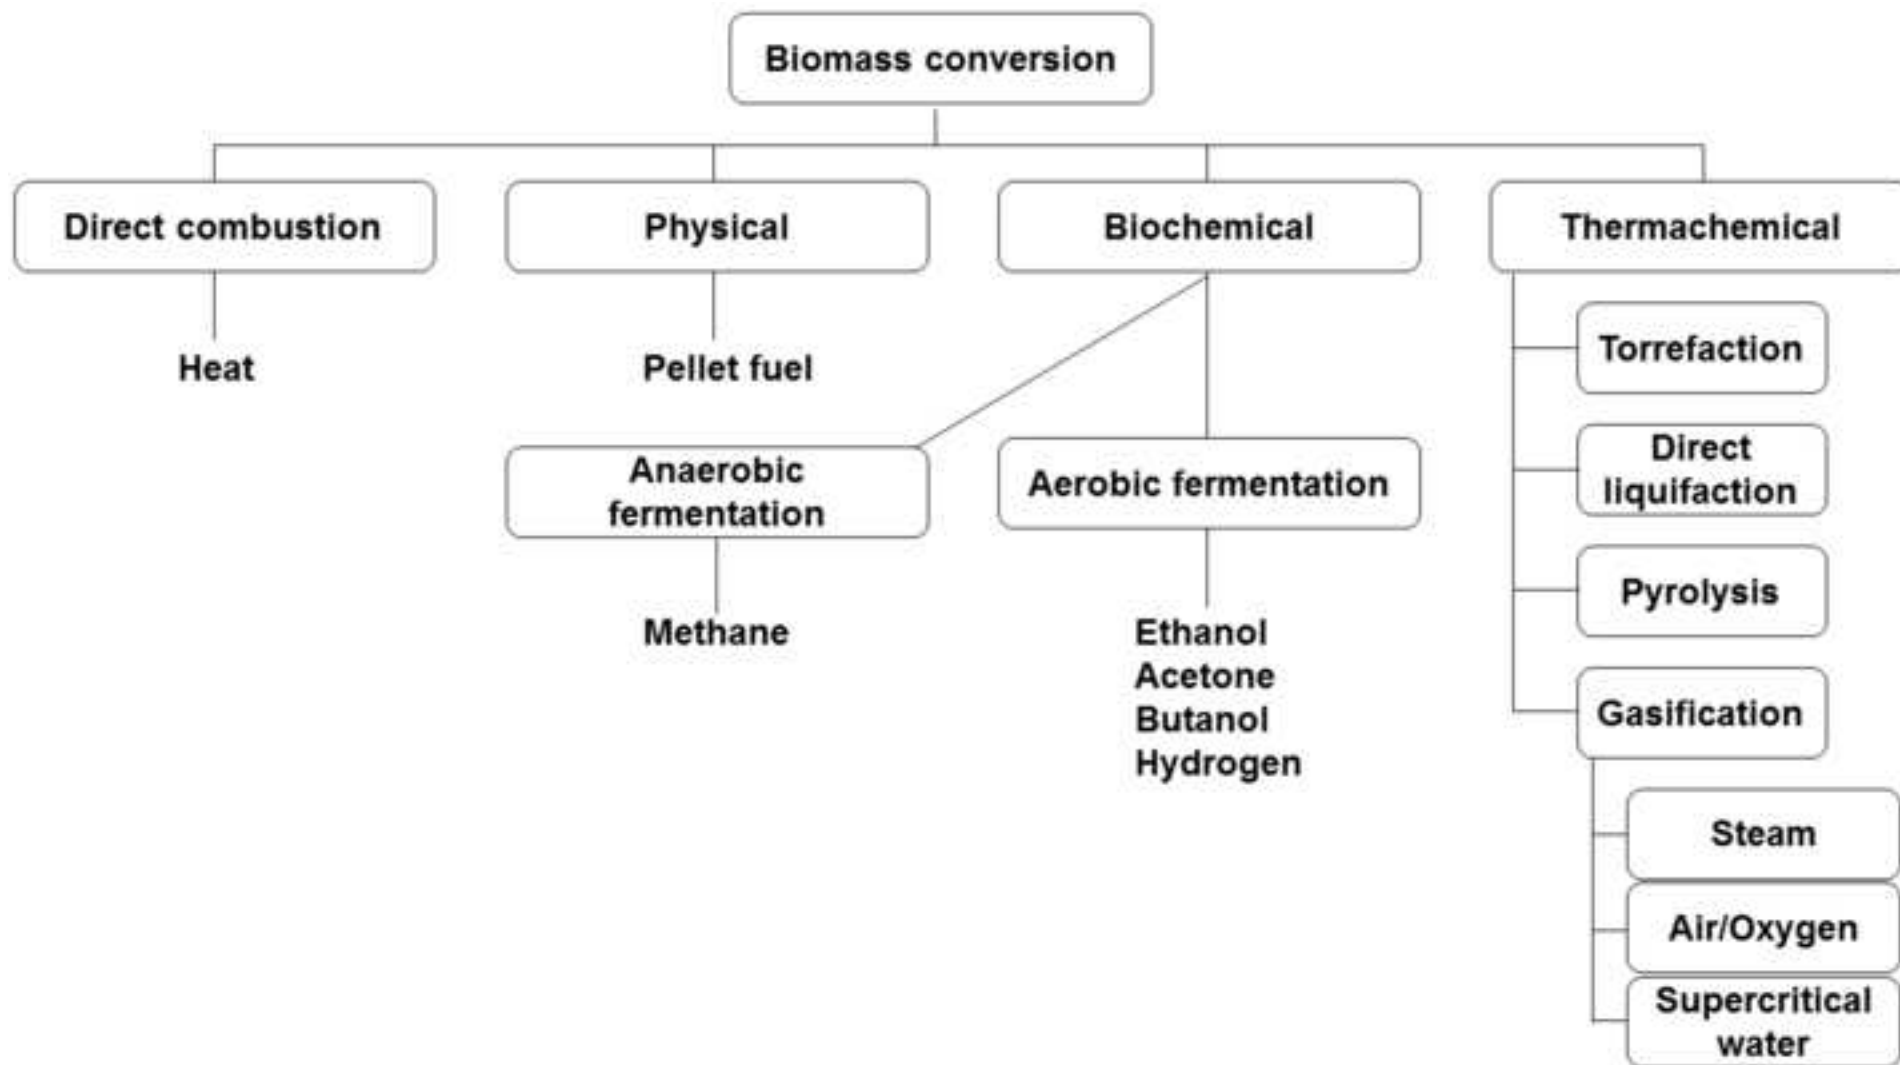 Biomass conversion
Direct combustion
Physical
Biochemical
Thermachemical
Heat
Pellet fuel
Anaerobic
fermentation
Aerobic fermentation
Methane
Ethanol
Acetone
Butanol
Hydrogen
Torrefaction
Direct
liquifaction
Pyrolysis
Gasification
Steam
Air/Oxygen
Supercritical
water